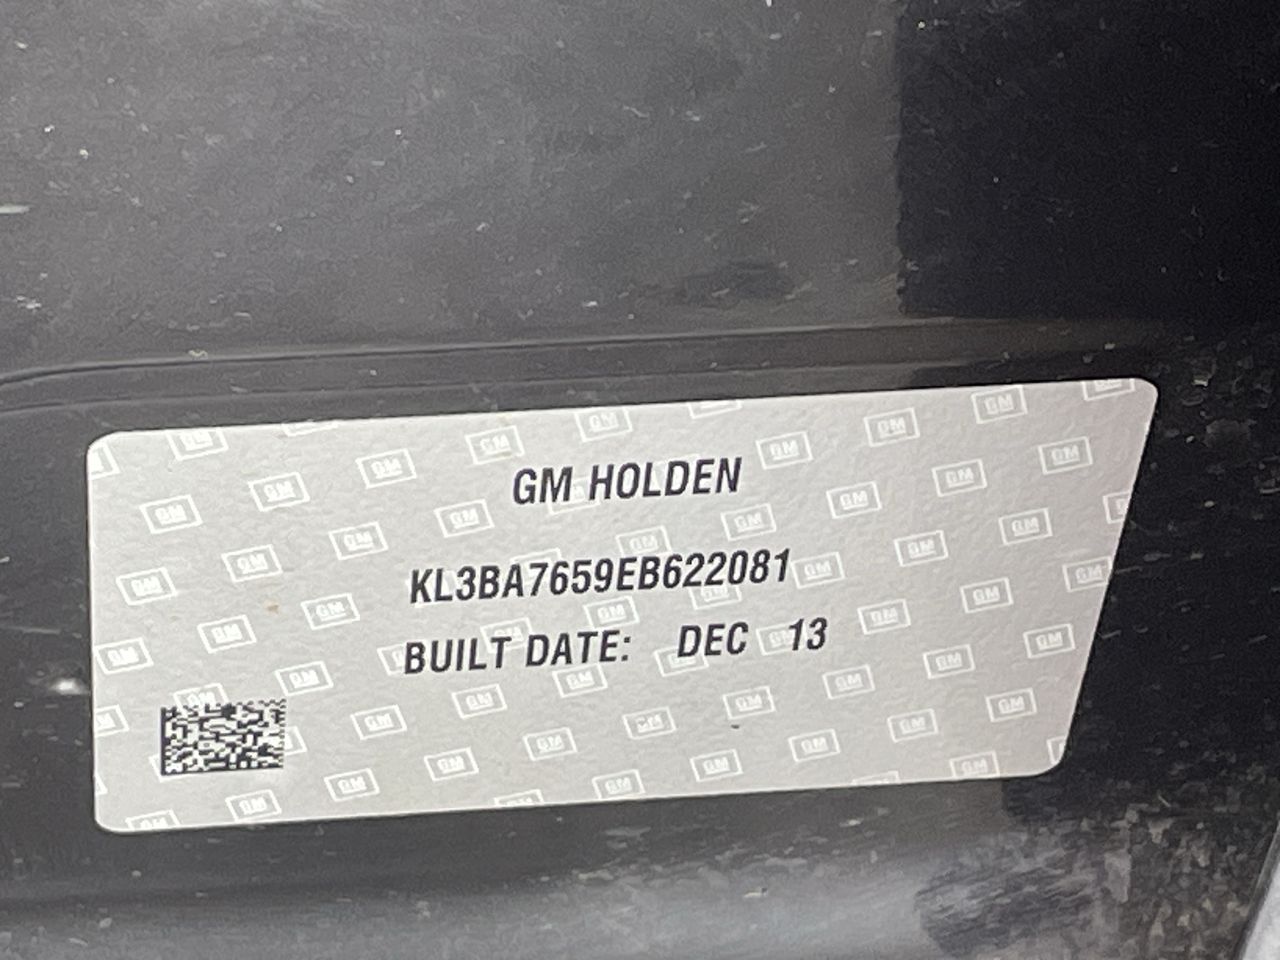 GM HOLDEN
KL3BA7659EB622081
BUILT DATE: DEC 13